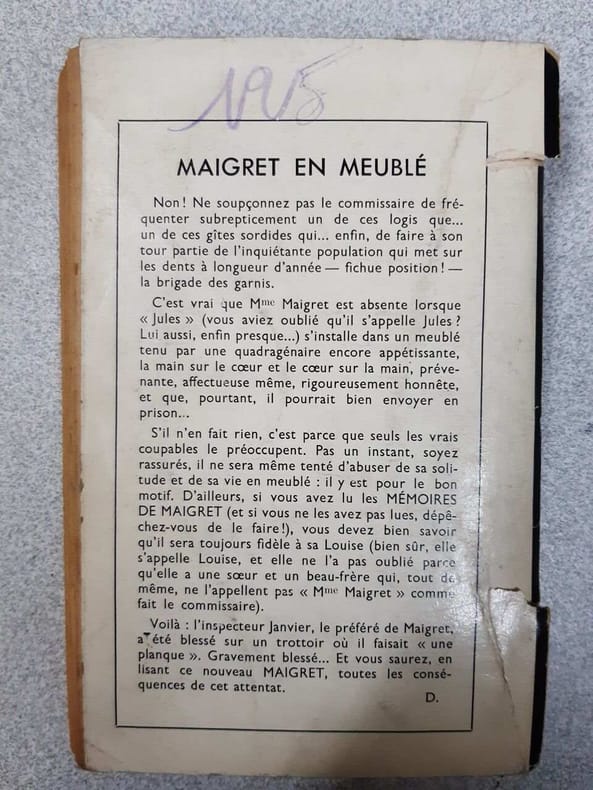 195
MAIGRET EN MEUBLÉ
Non ! Ne soupçonnez pas le commissaire de fré-
quenter subrepticement un de ces logis que...
un de ces gîtes sordides qui... enfin, de faire à son
tour partie de l'inquiétante population qui met sur
les dents à longueur d'année — fichue position ! —
la brigade des garnis.
C'est vrai que Mme Maigret est absente lorsque
« Jules » (vous aviez oublié qu'il s'appelle Jules ?
Lui aussi, enfin presque...) s'installe dans un meublé
tenu par une quadragénaire encore appétissante,
la main sur le cœur et le cœur sur la main, préve-
nante, affectueuse même, rigoureusement honnête,
et que, pourtant, il pourrait bien envoyer en
prison...
S'il n'en fait rien, c'est parce que seuls les vrais
coupables le préoccupent. Pas un instant, soyez
rassurés, il ne sera même tenté d'abuser de sa soli-
tude et de sa vie en meublé : il y est pour le bon
motif. D'ailleurs, si vous avez lu les MÉMOIRES
DE MAIGRET (et si vous ne les avez pas lues, dépê-
chez-vous de le faire !), vous devez bien savoir
qu'il sera toujours fidèle à sa Louise (bien sûr, elle
s'appelle Louise, et elle ne l'a pas oublié parce
qu'elle a une sœur et un beau-frère qui, tout de
même, ne l'appellent pas « Mme Maigret » comme
fait le commissaire).
Voilà : l'inspecteur Janvier, le préféré de Maigret,
a été blessé sur un trottoir où il faisait « une
planque ». Gravement blessé... Et vous saurez, en
lisant ce nouveau MAIGRET, toutes les consé-
quences de cet attentat.
D.